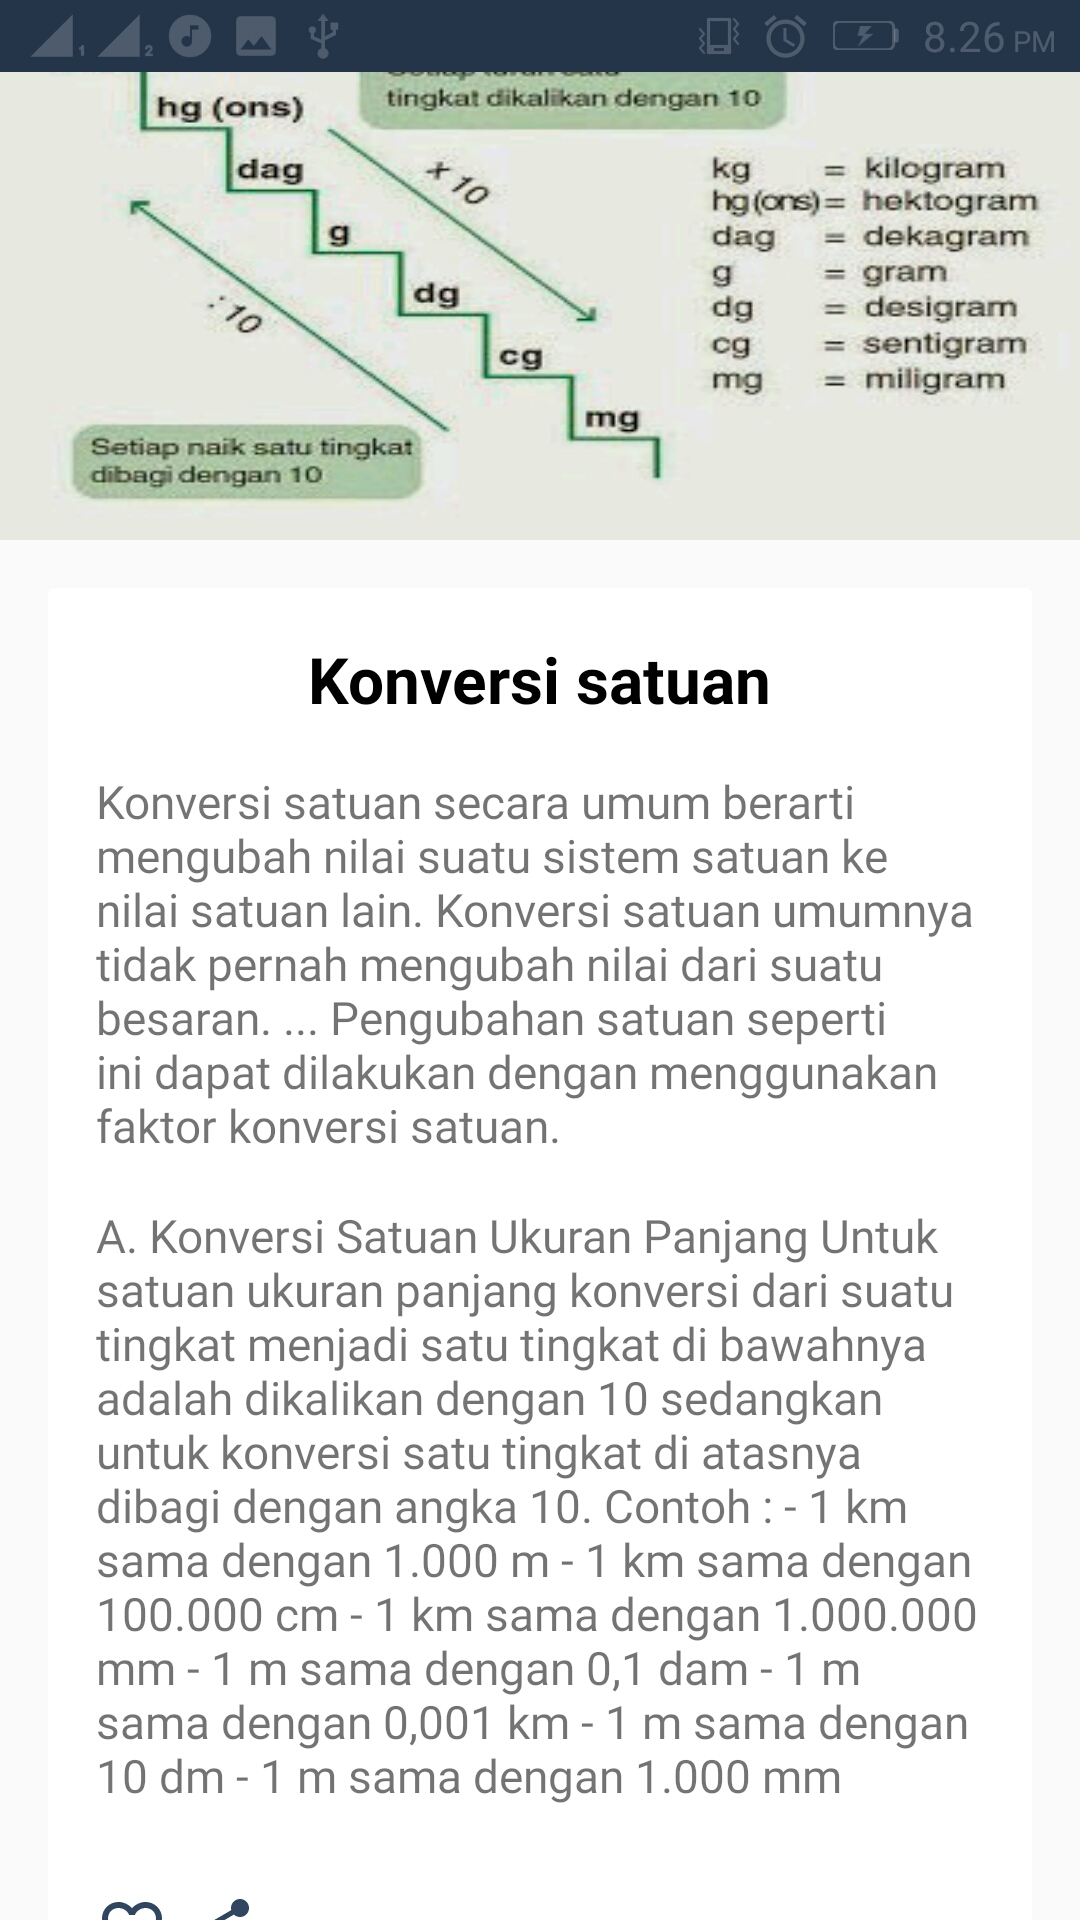 1 2 8.26 PM
tingkat dikalikan dengan 10
hg (ons)
dag
g
dg
cg
mg
x 10
: 10
kg = kilogram
hg (ons) = hektogram
dag = dekagram
g = gram
dg = desigram
cg = sentigram
mg = miligram
Setiap naik satu tingkat
dibagi dengan 10
Konversi satuan
Konversi satuan secara umum berarti
mengubah nilai suatu sistem satuan ke
nilai satuan lain. Konversi satuan umumnya
tidak pernah mengubah nilai dari suatu
besaran. ... Pengubahan satuan seperti
ini dapat dilakukan dengan menggunakan
faktor konversi satuan.
A. Konversi Satuan Ukuran Panjang Untuk
satuan ukuran panjang konversi dari suatu
tingkat menjadi satu tingkat di bawahnya
adalah dikalikan dengan 10 sedangkan
untuk konversi satu tingkat di atasnya
dibagi dengan angka 10. Contoh : - 1 km
sama dengan 1.000 m - 1 km sama dengan
100.000 cm - 1 km sama dengan 1.000.000
mm - 1 m sama dengan 0,1 dam - 1 m
sama dengan 0,001 km - 1 m sama dengan
10 dm - 1 m sama dengan 1.000 mm